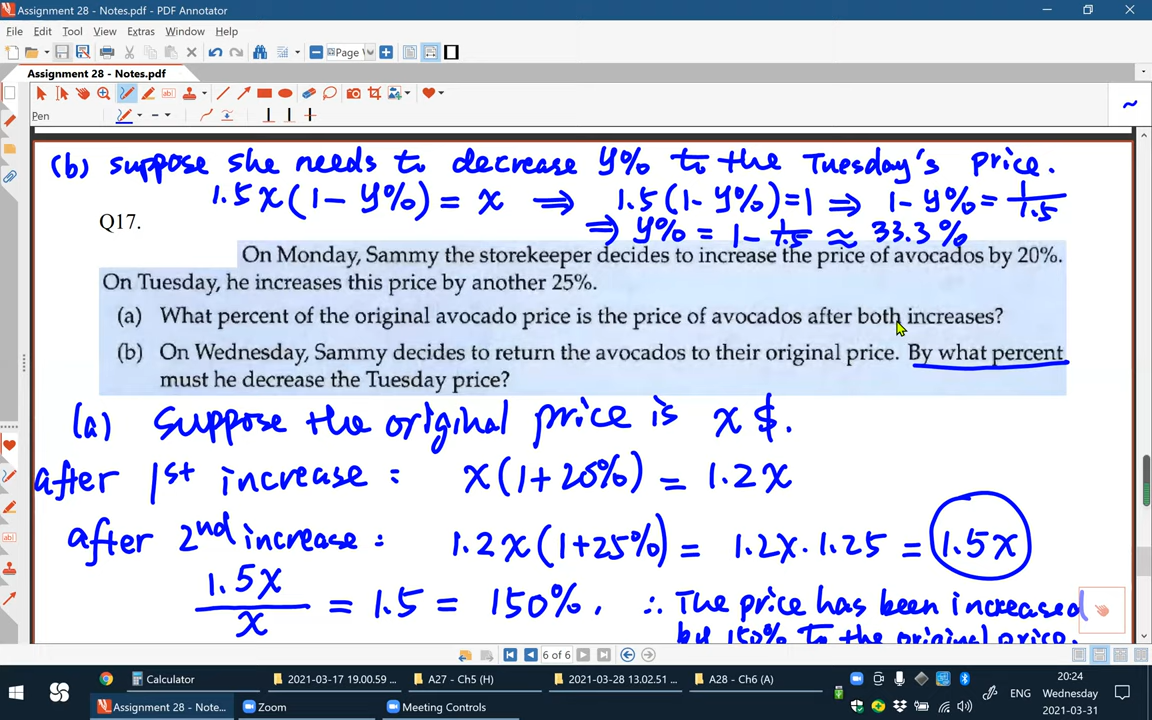 Assignment 28 - Notes.pdf - PDF Annotator
File Edit Tool View Extras Window Help
Page V
Assignment 28 - Notes.pdf
Pen
~
(b) suppose she needs to decrease y% to the Tuesday's price.
1.5x(1-y%) = x ⇒ 1.5(1-y%)=1 ⇒ 1-y% = 1/1.5
⇒ y% = 1 - 1/1.5 ≈ 33.3%
Q17.
On Monday, Sammy the storekeeper decides to increase the price of avocados by 20%.
On Tuesday, he increases this price by another 25%.
(a) What percent of the original avocado price is the price of avocados after both increases?
(b) On Wednesday, Sammy decides to return the avocados to their original price. By what percent
must he decrease the Tuesday price?
(a) Suppose the original price is x $.
after 1st increase : x(1+20%) = 1.2x
after 2nd increase : 1.2x(1+25%) = 1.2x·1.25 = 1.5x
1.5x/x = 1.5 = 150%. ∴ The price has been increased
by 150% to the original price.
6 of 6
Calculator
2021-03-17 19.00.59 ...
A27 - Ch5 (H)
2021-03-28 13.02.51 ...
A28 - Ch6 (A)
Assignment 28 - Note...
Zoom
Meeting Controls
ENG
20:24
Wednesday
2021-03-31